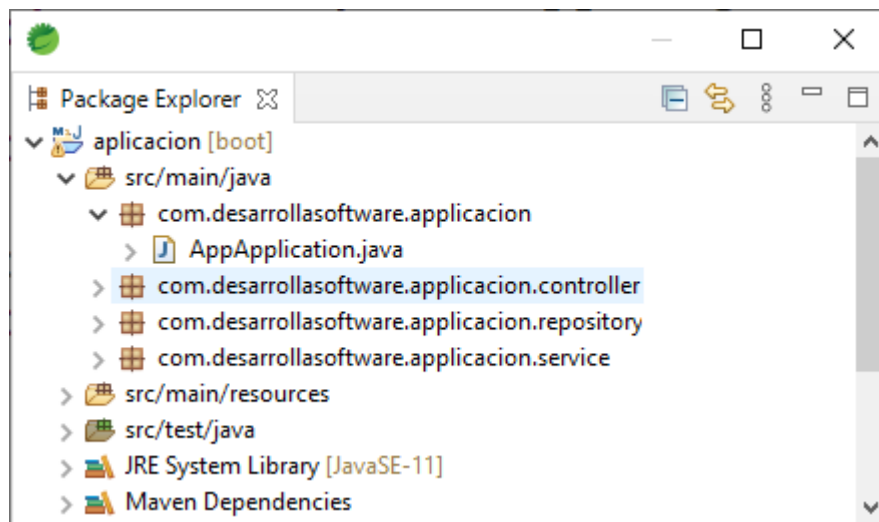 Package Explorer
aplicacion [boot]
src/main/java
com.desarrollasoftware.applicacion
AppApplication.java
com.desarrollasoftware.applicacion.controller
com.desarrollasoftware.applicacion.repository
com.desarrollasoftware.applicacion.service
src/main/resources
src/test/java
JRE System Library [JavaSE-11]
Maven Dependencies